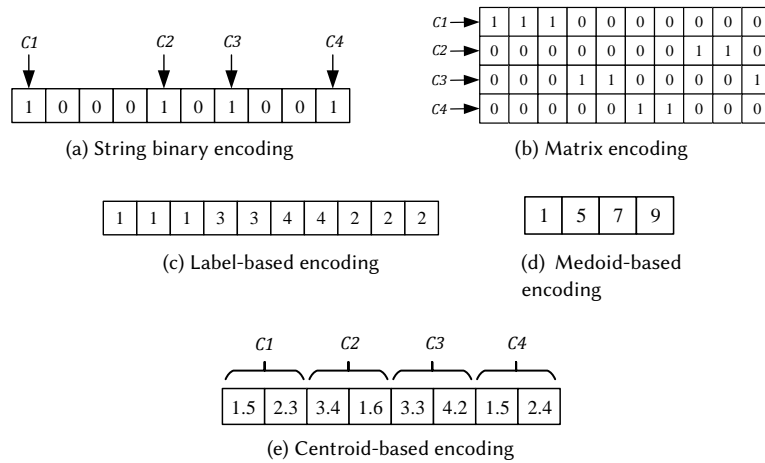 C1 C2 C3 C4
1 0 0 0 1 0 1 0 0 1
(a) String binary encoding
C1 1 1 1 0 0 0 0 0 0 0
C2 0 0 0 0 0 0 0 1 1 0
C3 0 0 0 1 1 0 0 0 0 1
C4 0 0 0 0 0 1 1 0 0 0
(b) Matrix encoding
1 1 1 3 3 4 4 2 2 2
(c) Label-based encoding
1 5 7 9
(d) Medoid-based
encoding
C1 C2 C3 C4
1.5 2.3 3.4 1.6 3.3 4.2 1.5 2.4
(e) Centroid-based encoding